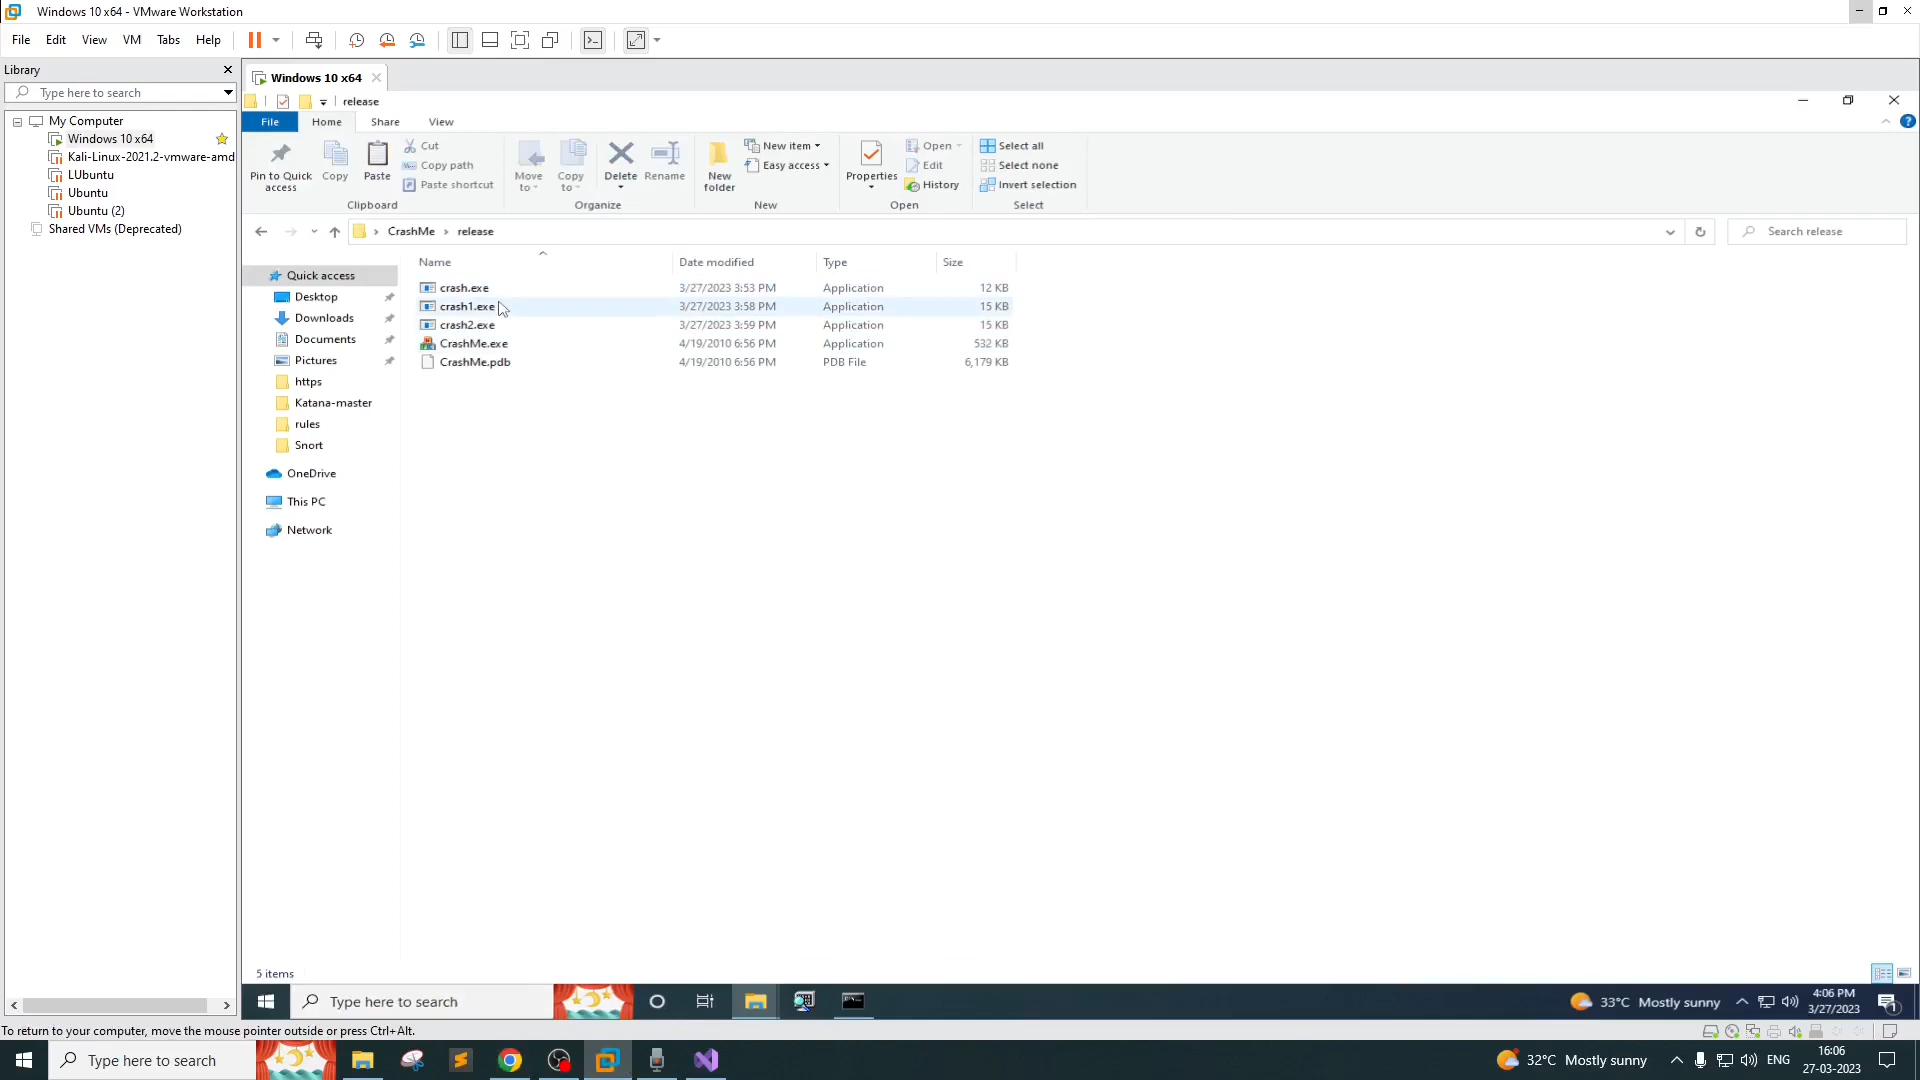 Windows 10 x64 - VMware Workstation
File Edit View VM Tabs Help
Library
Windows 10 x64
Type here to search
release
My Computer
Windows 10 x64
Kali-Linux-2021.2-vmware-amd
LUbuntu
Ubuntu
Ubuntu (2)
Shared VMs (Deprecated)
File Home Share View
Pin to Quick access
Copy
Paste
Cut
Copy path
Paste shortcut
Clipboard
Move to
Copy to
Delete
Rename
Organize
New folder
New item
Easy access
New
Properties
Open
Edit
History
Open
Select all
Select none
Invert selection
Select
CrashMe release
Search release
Quick access
Desktop
Downloads
Documents
Pictures
https
Katana-master
rules
Snort
OneDrive
This PC
Network
Name Date modified Type Size
crash.exe 3/27/2023 3:53 PM Application 12 KB
crash1.exe 3/27/2023 3:58 PM Application 15 KB
crash2.exe 3/27/2023 3:59 PM Application 15 KB
CrashMe.exe 4/19/2010 6:56 PM Application 532 KB
CrashMe.pdb 4/19/2010 6:56 PM PDB File 6,179 KB
5 items
Type here to search
33°C Mostly sunny
4:06 PM
3/27/2023
1
To return to your computer, move the mouse pointer outside or press Ctrl+Alt.
Type here to search
32°C Mostly sunny
ENG
16:06
27-03-2023